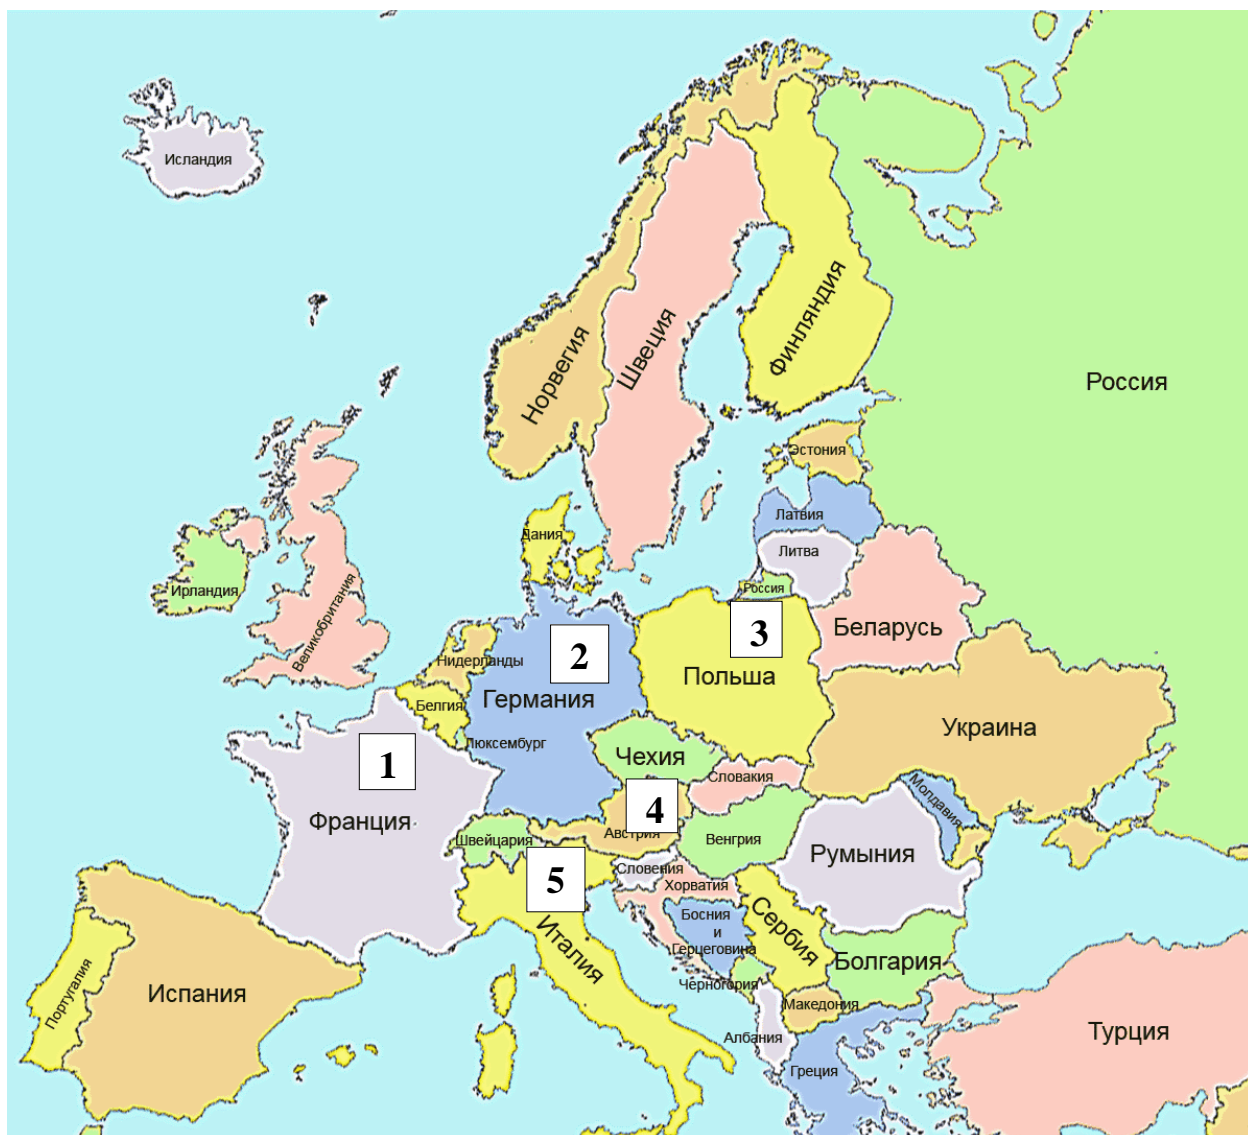 Исландия
Норвегия
Швеция
Финляндия
Россия
Эстония
Латвия
Литва
Россия
Дания
Ирландия
Великобритания
Беларусь
3
2
Нидерланды
Польша
Германия
Белгия
Украина
Люксембург
Чехия
1
Словакия
Молдавия
4
Франция
Австрия
Швейцария
Венгрия
Румыния
Словения
5
Хорватия
Сербия
Босния
и
Герцеговина
Италия
Болгария
Черногория
Португалия
Испания
Македония
Албания
Турция
Греция